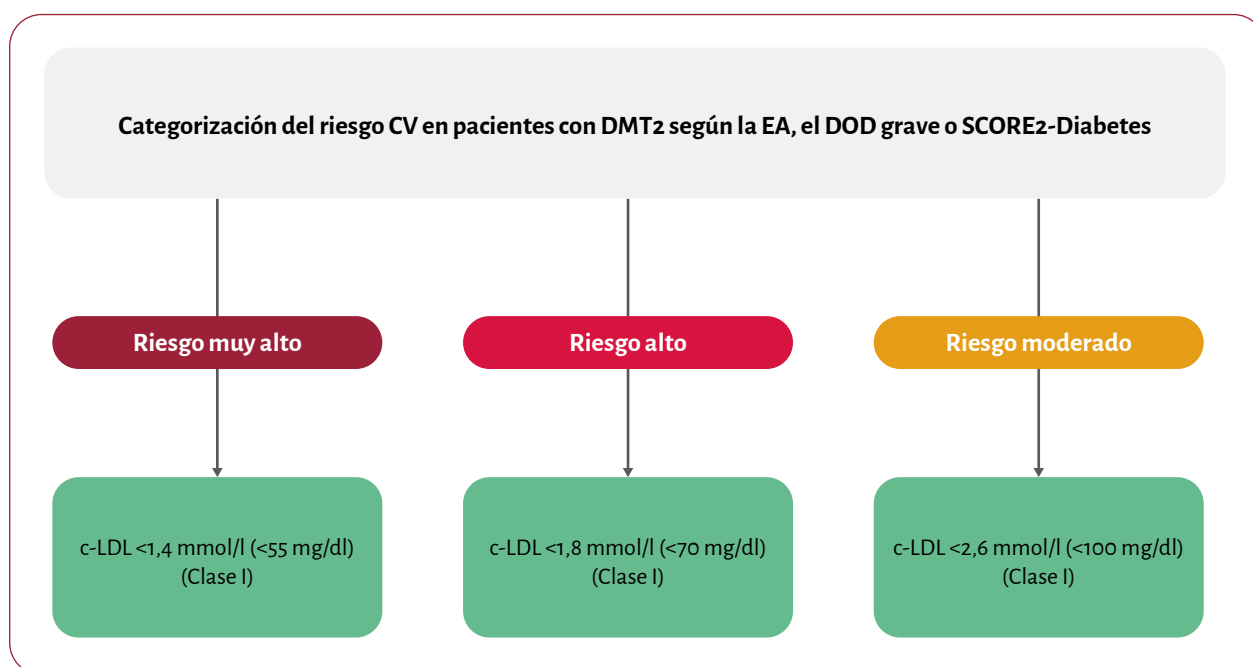 Categorización del riesgo CV en pacientes con DMT2 según la EA, el DOD grave o SCORE2-Diabetes
Riesgo muy alto
Riesgo alto
Riesgo moderado
c-LDL <1,4 mmol/l (<55 mg/dl)
(Clase I)
c-LDL <1,8 mmol/l (<70 mg/dl)
(Clase I)
c-LDL <2,6 mmol/l (<100 mg/dl)
(Clase I)